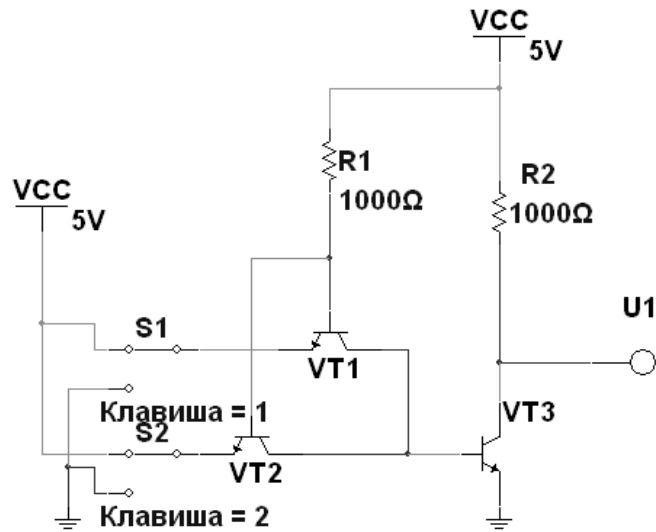 VCC
5V
R1
1000Ω
R2
1000Ω
VCC
5V
U1
S1
VT1
Клавиша = 1
VT3
S2
VT2
Клавиша = 2